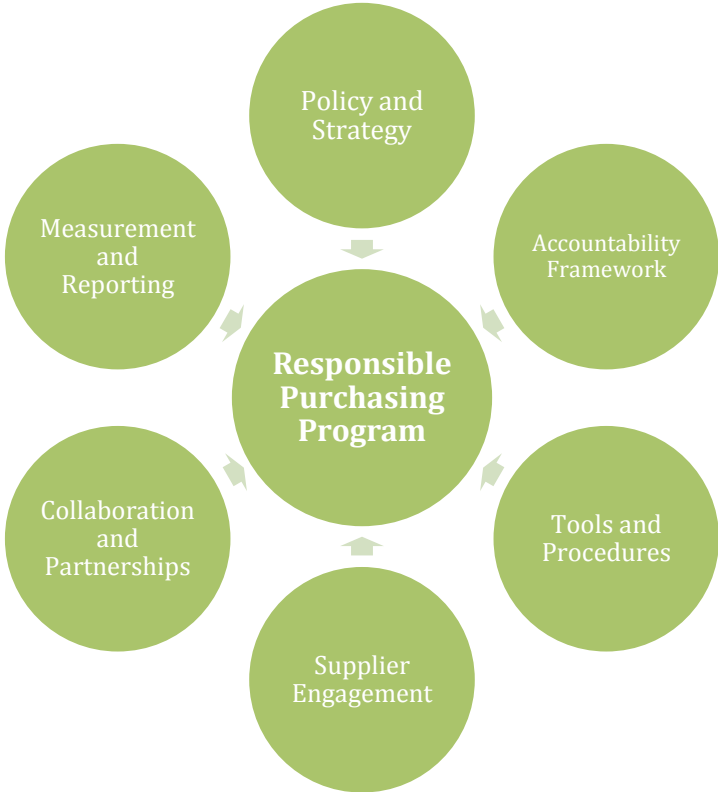 Policy and
Strategy
Measurement
and
Reporting
Accountability
Framework
Responsible
Purchasing
Program
Collaboration
and
Partnerships
Tools and
Procedures
Supplier
Engagement